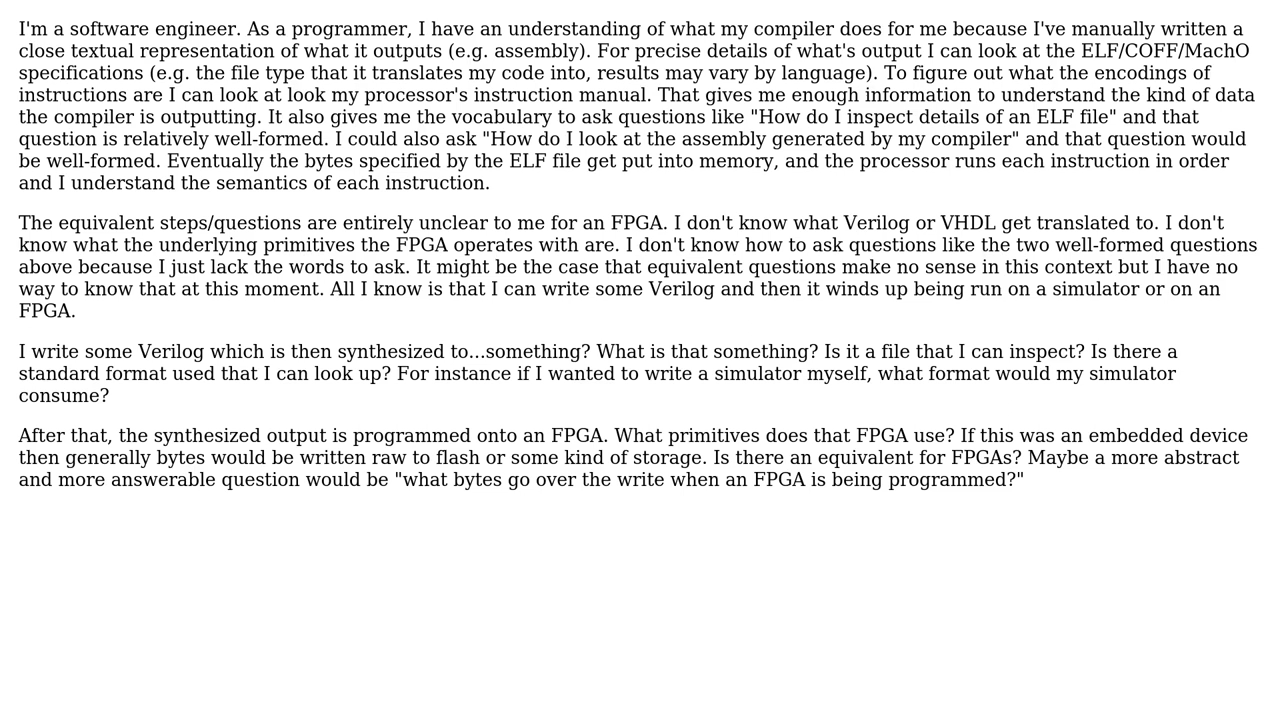 I'm a software engineer. As a programmer, I have an understanding of what my compiler does for me because I've manually written a
close textual representation of what it outputs (e.g. assembly). For precise details of what's output I can look at the ELF/COFF/MachO
specifications (e.g. the file type that it translates my code into, results may vary by language). To figure out what the encodings of
instructions are I can look at look my processor's instruction manual. That gives me enough information to understand the kind of data
the compiler is outputting. It also gives me the vocabulary to ask questions like "How do I inspect details of an ELF file" and that
question is relatively well-formed. I could also ask "How do I look at the assembly generated by my compiler" and that question would
be well-formed. Eventually the bytes specified by the ELF file get put into memory, and the processor runs each instruction in order
and I understand the semantics of each instruction.
The equivalent steps/questions are entirely unclear to me for an FPGA. I don't know what Verilog or VHDL get translated to. I don't
know what the underlying primitives the FPGA operates with are. I don't know how to ask questions like the two well-formed questions
above because I just lack the words to ask. It might be the case that equivalent questions make no sense in this context but I have no
way to know that at this moment. All I know is that I can write some Verilog and then it winds up being run on a simulator or on an
FPGA.
I write some Verilog which is then synthesized to...something? What is that something? Is it a file that I can inspect? Is there a
standard format used that I can look up? For instance if I wanted to write a simulator myself, what format would my simulator
consume?
After that, the synthesized output is programmed onto an FPGA. What primitives does that FPGA use? If this was an embedded device
then generally bytes would be written raw to flash or some kind of storage. Is there an equivalent for FPGAs? Maybe a more abstract
and more answerable question would be "what bytes go over the write when an FPGA is being programmed?"